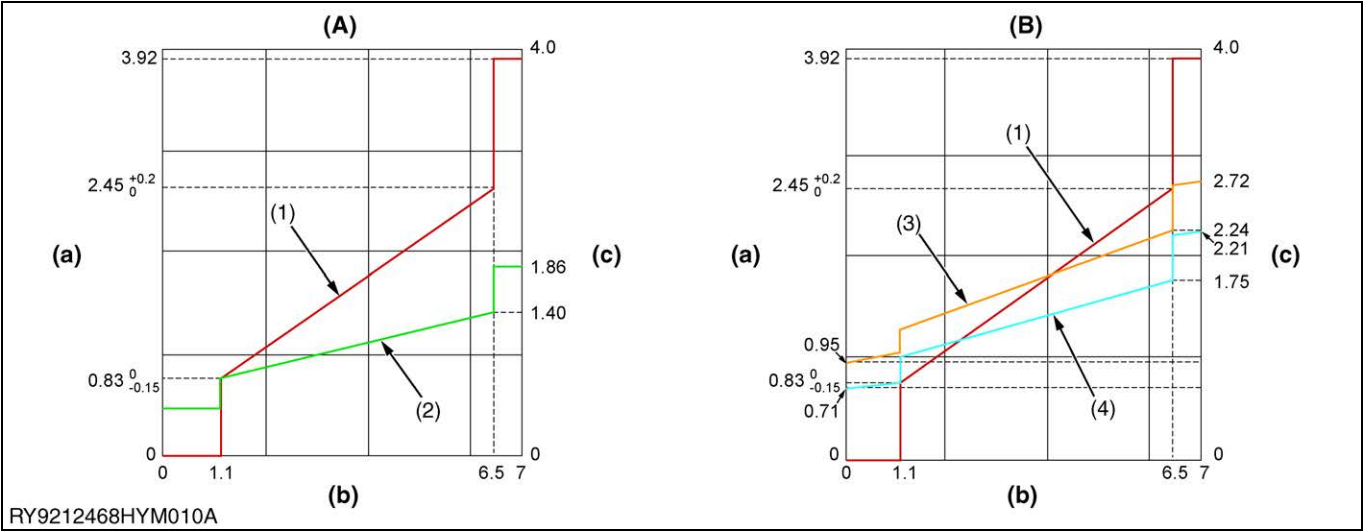 (A)
3.92
4.0
(1)
2.45 +0.2 0
(a)
(c)
1.86
1.40
0.83 0 -0.15
(2)
0
0
0
1.1
6.5
7
(b)
(B)
3.92
4.0
(1)
2.45 +0.2 0
2.72
(3)
2.24
2.21
(a)
(c)
1.75
0.95
0.83 0 -0.15
0.71
(4)
0
0
0
1.1
6.5
7
(b)
RY9212468HYM010A